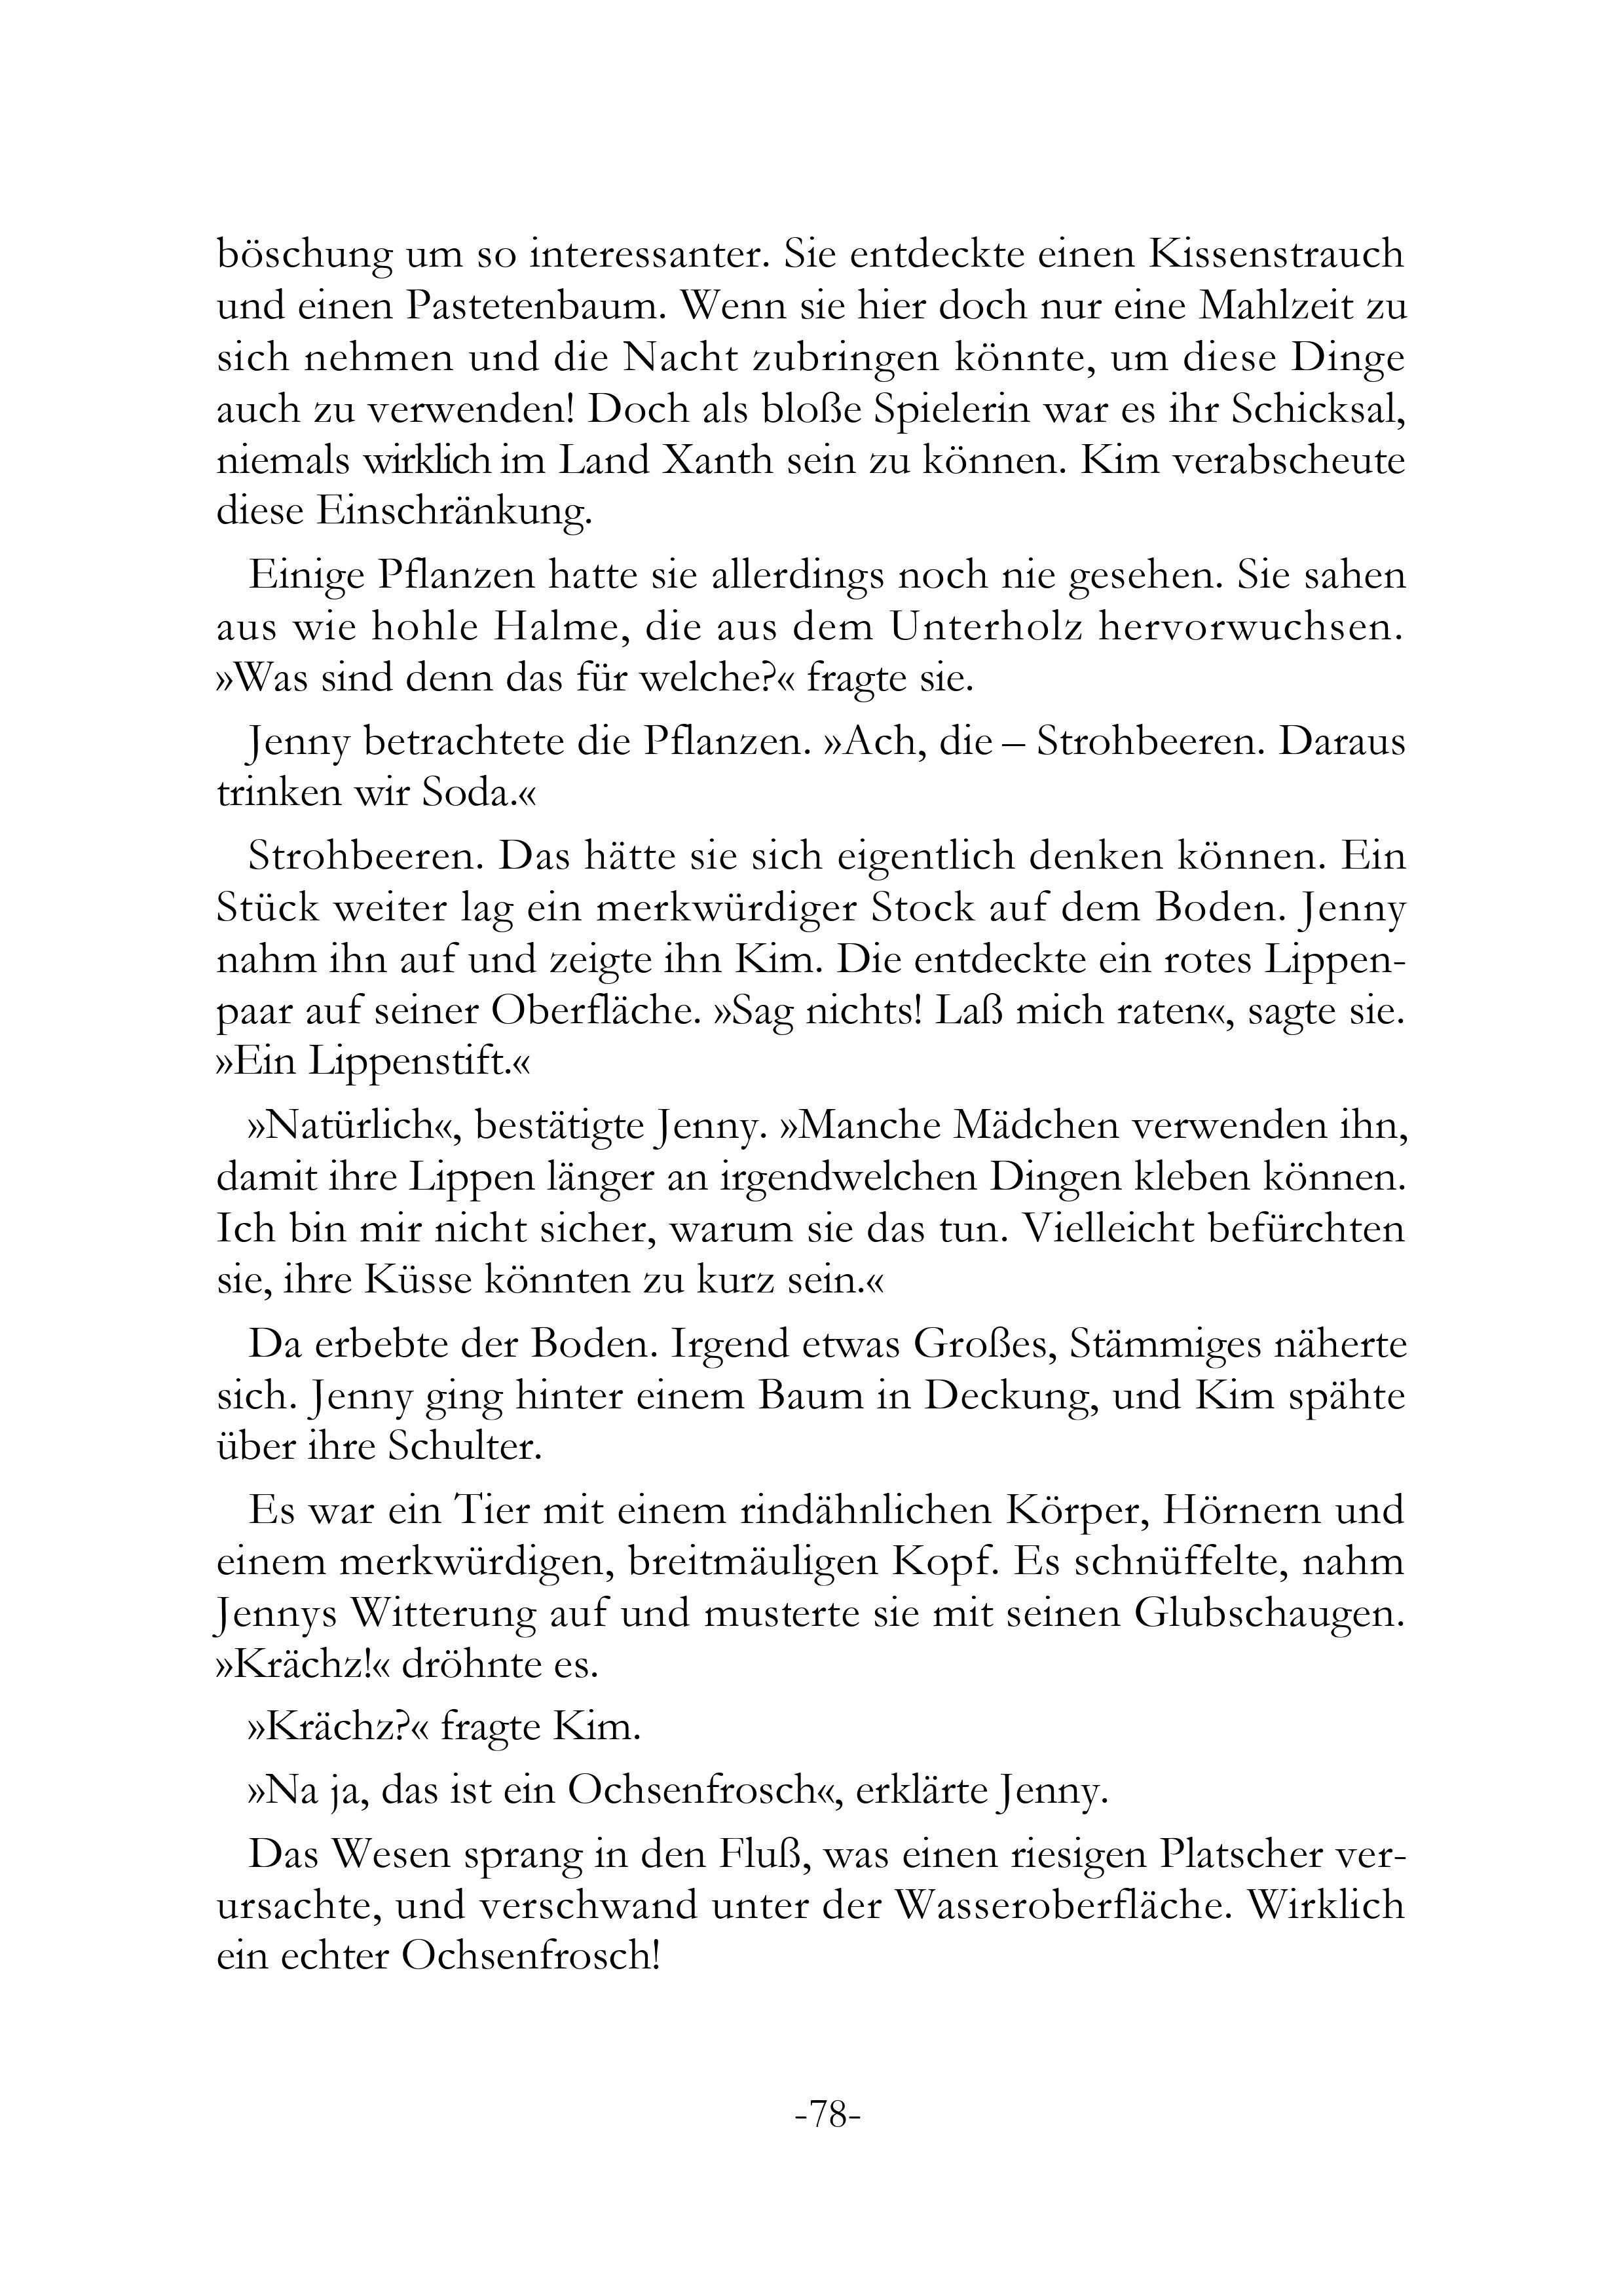 böschung um so interessanter. Sie entdeckte einen Kissenstrauch
und einen Pastetenbaum. Wenn sie hier doch nur eine Mahlzeit zu
sich nehmen und die Nacht zubringen könnte, um diese Dinge
auch zu verwenden! Doch als bloße Spielerin war es ihr Schicksal,
niemals wirklich im Land Xanth sein zu können. Kim verabscheute
diese Einschränkung.
Einige Pflanzen hatte sie allerdings noch nie gesehen. Sie sahen
aus wie hohle Halme, die aus dem Unterholz hervorwuchsen.
»Was sind denn das für welche?« fragte sie.
Jenny betrachtete die Pflanzen. »Ach, die – Strohbeeren. Daraus
trinken wir Soda.«
Strohbeeren. Das hätte sie sich eigentlich denken können. Ein
Stück weiter lag ein merkwürdiger Stock auf dem Boden. Jenny
nahm ihn auf und zeigte ihn Kim. Die entdeckte ein rotes Lippen-
paar auf seiner Oberfläche. »Sag nichts! Laß mich raten«, sagte sie.
»Ein Lippenstift.«
»Natürlich«, bestätigte Jenny. »Manche Mädchen verwenden ihn,
damit ihre Lippen länger an irgendwelchen Dingen kleben können.
Ich bin mir nicht sicher, warum sie das tun. Vielleicht befürchten
sie, ihre Küsse könnten zu kurz sein.«
Da erbebte der Boden. Irgend etwas Großes, Stämmiges näherte
sich. Jenny ging hinter einem Baum in Deckung, und Kim spähte
über ihre Schulter.
Es war ein Tier mit einem rindähnlichen Körper, Hörnern und
einem merkwürdigen, breitmäuligen Kopf. Es schnüffelte, nahm
Jennys Witterung auf und musterte sie mit seinen Glubschaugen.
»Krächz!« dröhnte es.
»Krächz?« fragte Kim.
»Na ja, das ist ein Ochsenfrosch«, erklärte Jenny.
Das Wesen sprang in den Fluß, was einen riesigen Platscher ver-
ursachte, und verschwand unter der Wasseroberfläche. Wirklich
ein echter Ochsenfrosch!
-78-